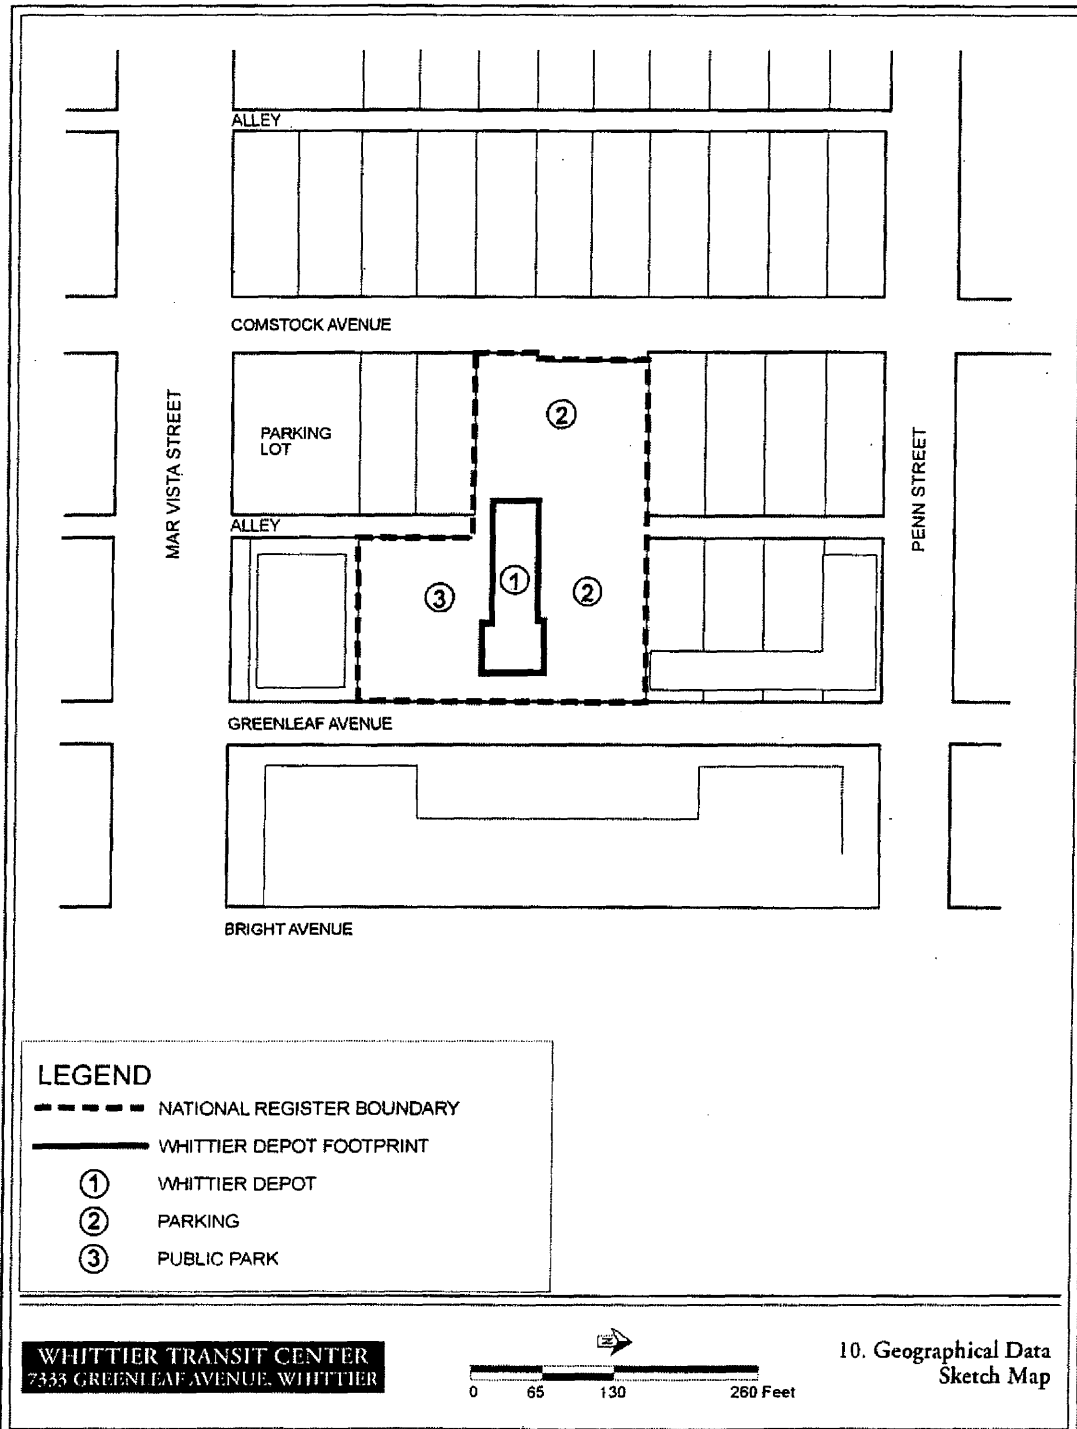 ALLEY
COMSTOCK AVENUE
MAR VISTA STREET
PARKING
LOT
2
PENN STREET
ALLEY
1
2
3
GREENLEAF AVENUE
BRIGHT AVENUE
LEGEND
NATIONAL REGISTER BOUNDARY
WHITTIER DEPOT FOOTPRINT
1 WHITTIER DEPOT
2 PARKING
3 PUBLIC PARK
WHITTIER TRANSIT CENTER
7333 GREENLEAF AVENUE, WHITTIER
N
0 65 130 260 Feet
10. Geographical Data
Sketch Map